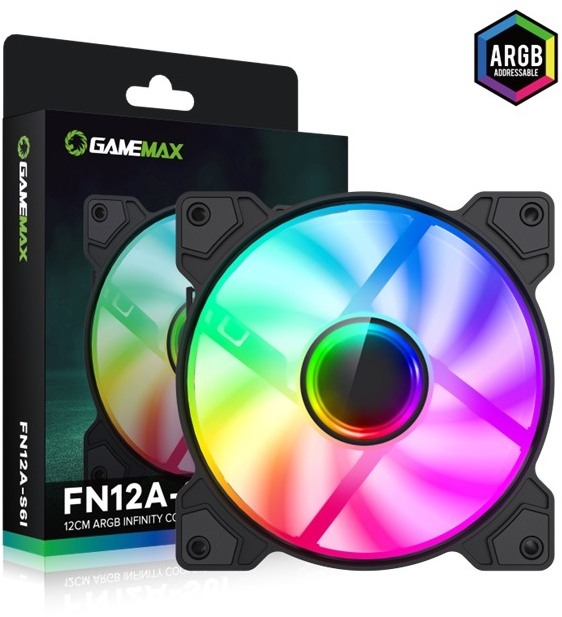 ARGB
ADDRESSABLE
GAMEMAX
GAMEMAX
FN12A-S6I
FN12A-
12CM ARGB INFINITY CO